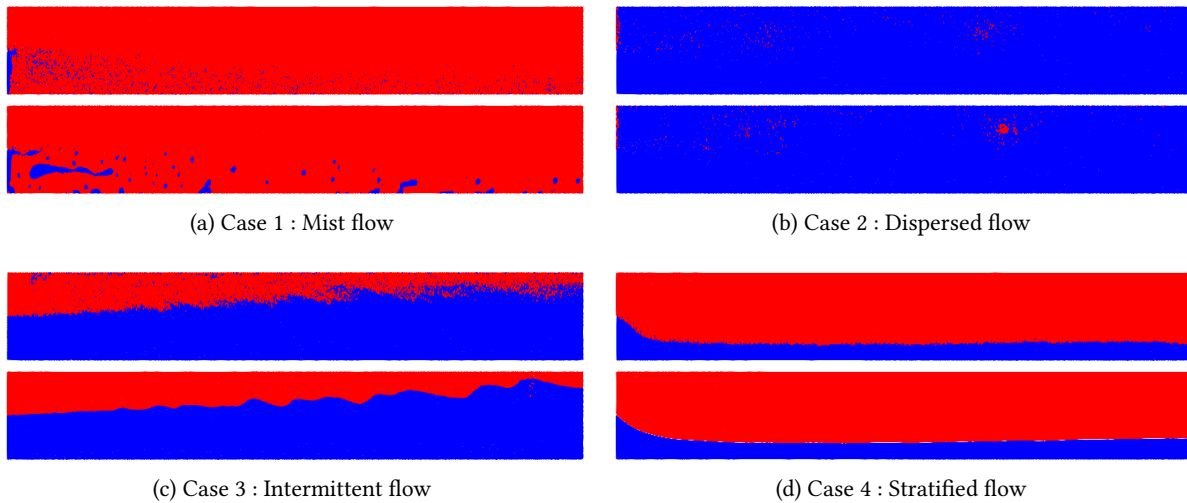 (a) Case 1 : Mist flow
(b) Case 2 : Dispersed flow
(c) Case 3 : Intermittent flow
(d) Case 4 : Stratified flow